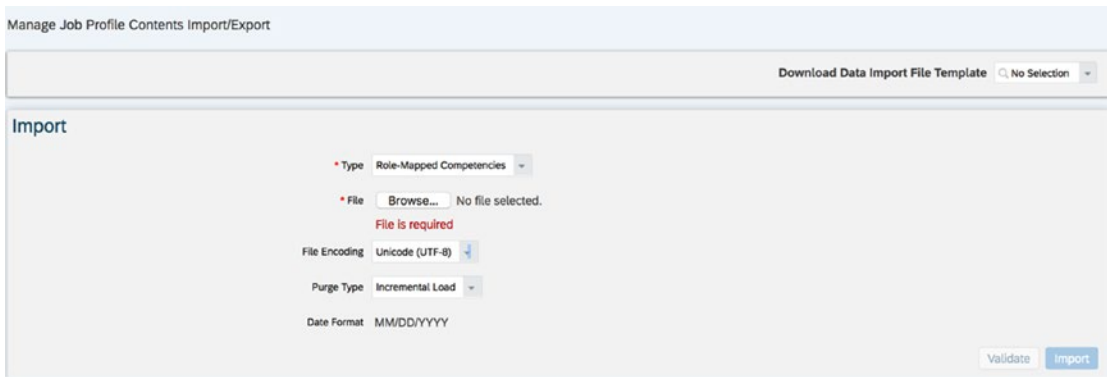 Manage Job Profile Contents Import/Export
Download Data Import File Template No Selection
Import
* Type Role-Mapped Competencies
* File Browse... No file selected.
File is required
File Encoding Unicode (UTF-8)
Purge Type Incremental Load
Date Format MM/DD/YYYY
Validate Import